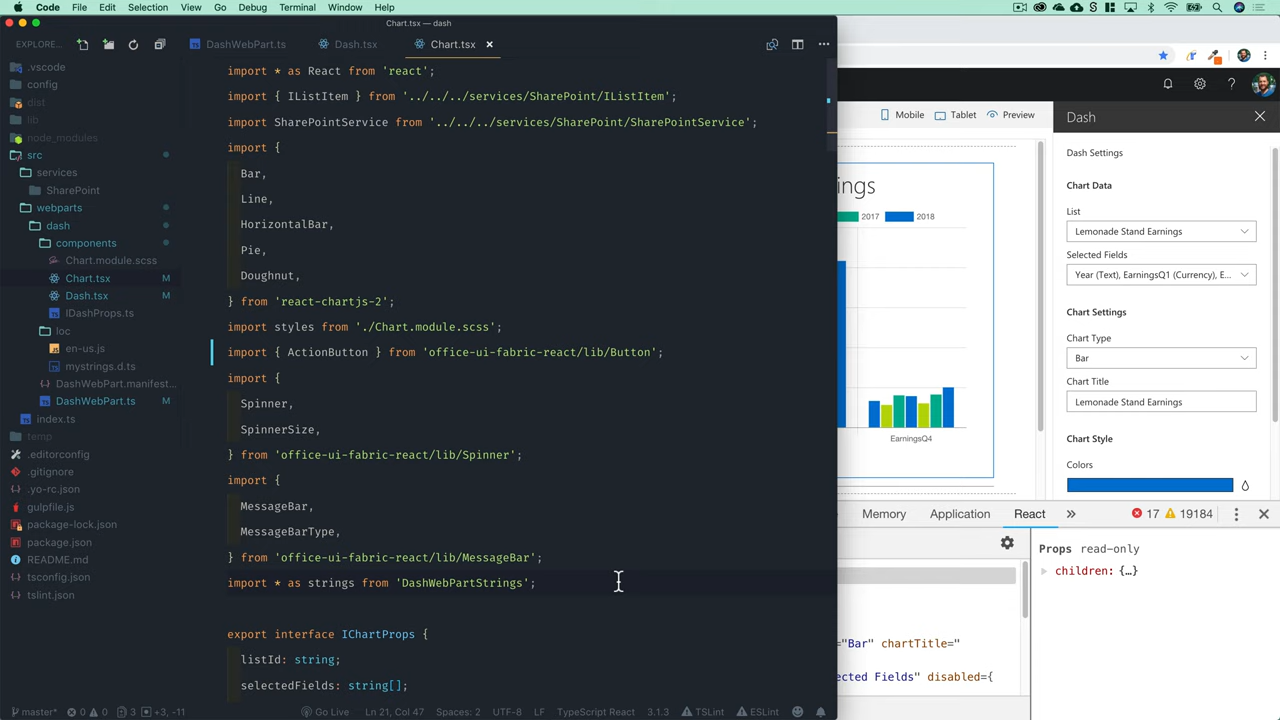 Code File Edit Selection View Go Debug Terminal Window Help
Chart.tsx — dash
EXPLORE...
DashWebPart.ts
Dash.tsx
Chart.tsx
.vscode
config
dist
lib
node_modules
src
services
SharePoint
webparts
dash
components
Chart.module.scss
Chart.tsx M
Dash.tsx M
IDashProps.ts
loc
en-us.js
mystrings.d.ts
DashWebPart.manifest...
DashWebPart.ts M
index.ts
temp
.editorconfig
.gitignore
.yo-rc.json
gulpfile.js
package-lock.json
package.json
README.md
tsconfig.json
tslint.json
import * as React from 'react';
import { IListItem } from '../../../services/SharePoint/IListItem';
import SharePointService from '../../../services/SharePoint/SharePointService';
import {
Bar,
Line,
HorizontalBar,
Pie,
Doughnut,
} from 'react-chartjs-2';
import styles from './Chart.module.scss';
import { ActionButton } from 'office-ui-fabric-react/lib/Button';
import {
Spinner,
SpinnerSize,
} from 'office-ui-fabric-react/lib/Spinner';
import {
MessageBar,
MessageBarType,
} from 'office-ui-fabric-react/lib/MessageBar';
import * as strings from 'DashWebPartStrings';
export interface IChartProps {
listId: string;
selectedFields: string[];
master* 0 0 3 +3, -11 Go Live Ln 21, Col 47 Spaces: 2 UTF-8 LF TypeScript React 3.1.3 TSLint ESLint
Mobile Tablet Preview
ings
2017 2018
EarningsQ4
Dash
Dash Settings
Chart Data
List
Lemonade Stand Earnings
Selected Fields
Year (Text), EarningsQ1 (Currency), E...
Chart Settings
Chart Type
Bar
Chart Title
Lemonade Stand Earnings
Chart Style
Colors
Memory Application React 17 19184
Props read-only
children: {…}
="Bar" chartTitle="
ected Fields" disabled={